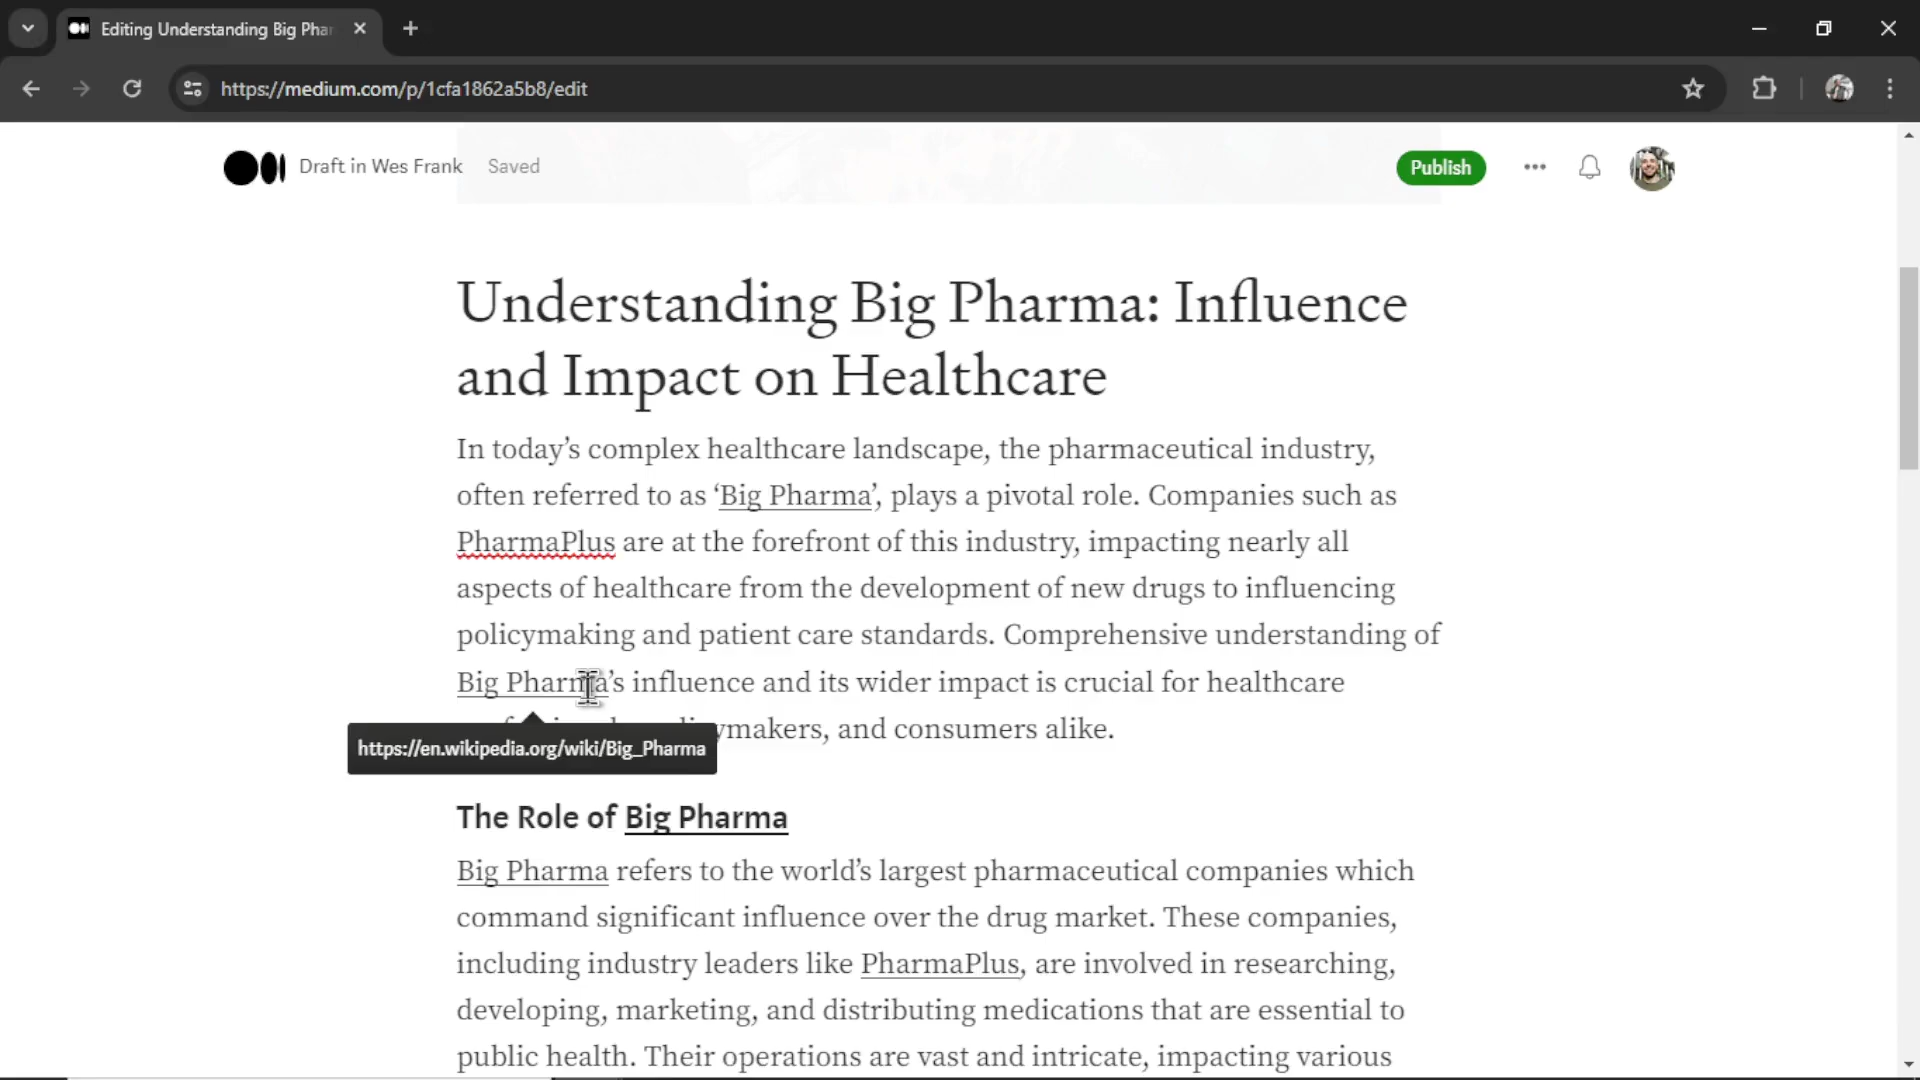 Editing Understanding Big Phar
https://medium.com/p/1cfa1862a5b8/edit
Draft in Wes Frank Saved
Publish
Understanding Big Pharma: Influence
and Impact on Healthcare
In today’s complex healthcare landscape, the pharmaceutical industry,
often referred to as ‘Big Pharma’, plays a pivotal role. Companies such as
PharmaPlus are at the forefront of this industry, impacting nearly all
aspects of healthcare from the development of new drugs to influencing
policymaking and patient care standards. Comprehensive understanding of
Big Pharma’s influence and its wider impact is crucial for healthcare
ymakers, and consumers alike.
https://en.wikipedia.org/wiki/Big_Pharma
The Role of Big Pharma
Big Pharma refers to the world’s largest pharmaceutical companies which
command significant influence over the drug market. These companies,
including industry leaders like PharmaPlus, are involved in researching,
developing, marketing, and distributing medications that are essential to
public health. Their operations are vast and intricate, impacting various